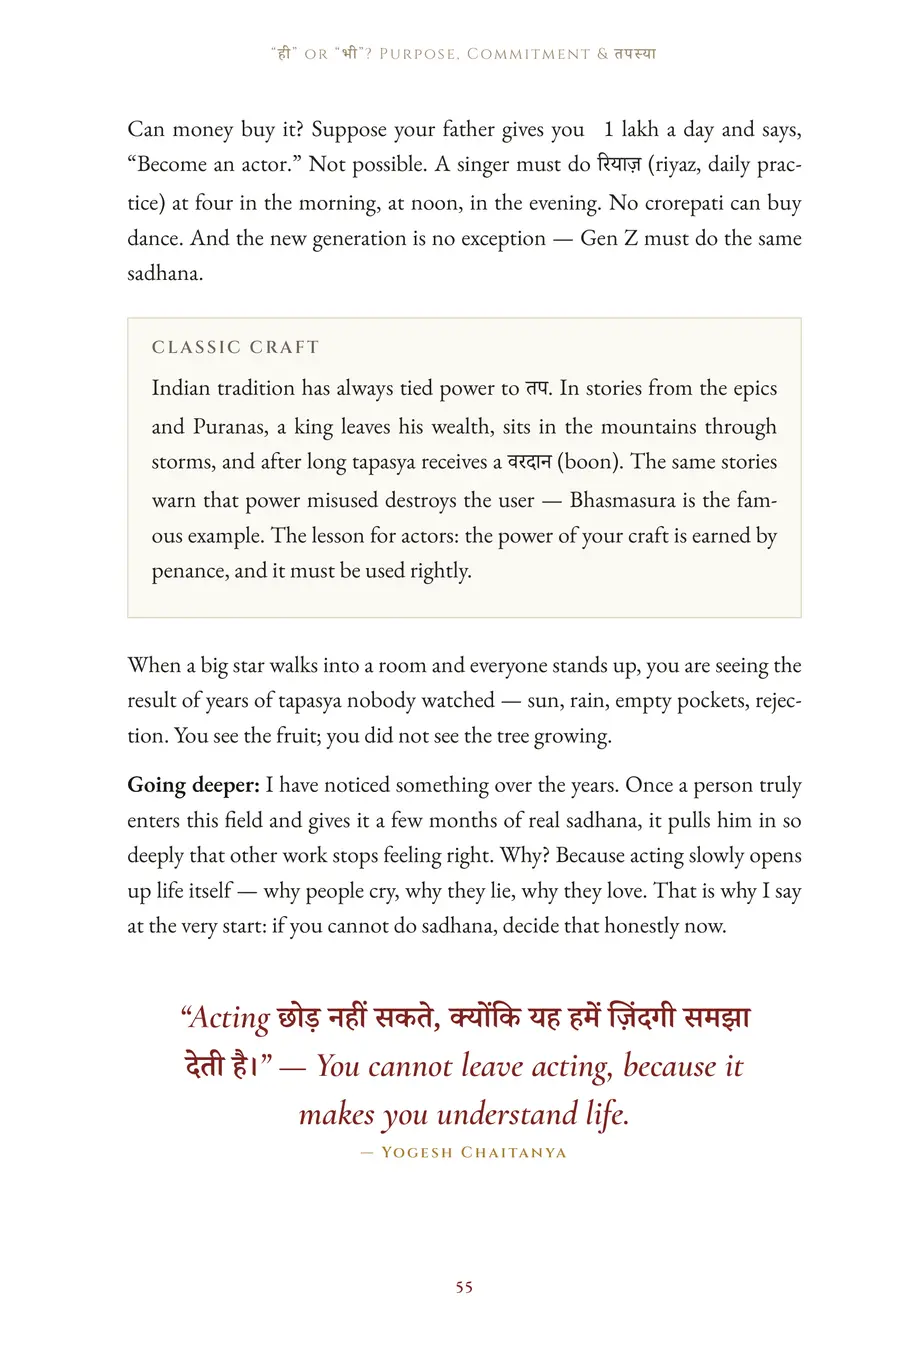 “ही” OR “भी”? PURPOSE, COMMITMENT & तपस्या
Can money buy it? Suppose your father gives you 1 lakh a day and says,
“Become an actor.” Not possible. A singer must do रियाज़ (riyaz, daily prac-
tice) at four in the morning, at noon, in the evening. No crorepati can buy
dance. And the new generation is no exception — Gen Z must do the same
sadhana.
CLASSIC CRAFT
Indian tradition has always tied power to तप. In stories from the epics
and Puranas, a king leaves his wealth, sits in the mountains through
storms, and after long tapasya receives a वरदान (boon). The same stories
warn that power misused destroys the user — Bhasmasura is the fam-
ous example. The lesson for actors: the power of your craft is earned by
penance, and it must be used rightly.
When a big star walks into a room and everyone stands up, you are seeing the
result of years of tapasya nobody watched — sun, rain, empty pockets, rejec-
tion. You see the fruit; you did not see the tree growing.
Going deeper: I have noticed something over the years. Once a person truly
enters this field and gives it a few months of real sadhana, it pulls him in so
deeply that other work stops feeling right. Why? Because acting slowly opens
up life itself — why people cry, why they lie, why they love. That is why I say
at the very start: if you cannot do sadhana, decide that honestly now.
“Acting छोड़ नहीं सकते, क्योंकि यह हमें ज़िंदगी समझा
देती है।” — You cannot leave acting, because it
makes you understand life.
— YOGESH CHAITANYA
55